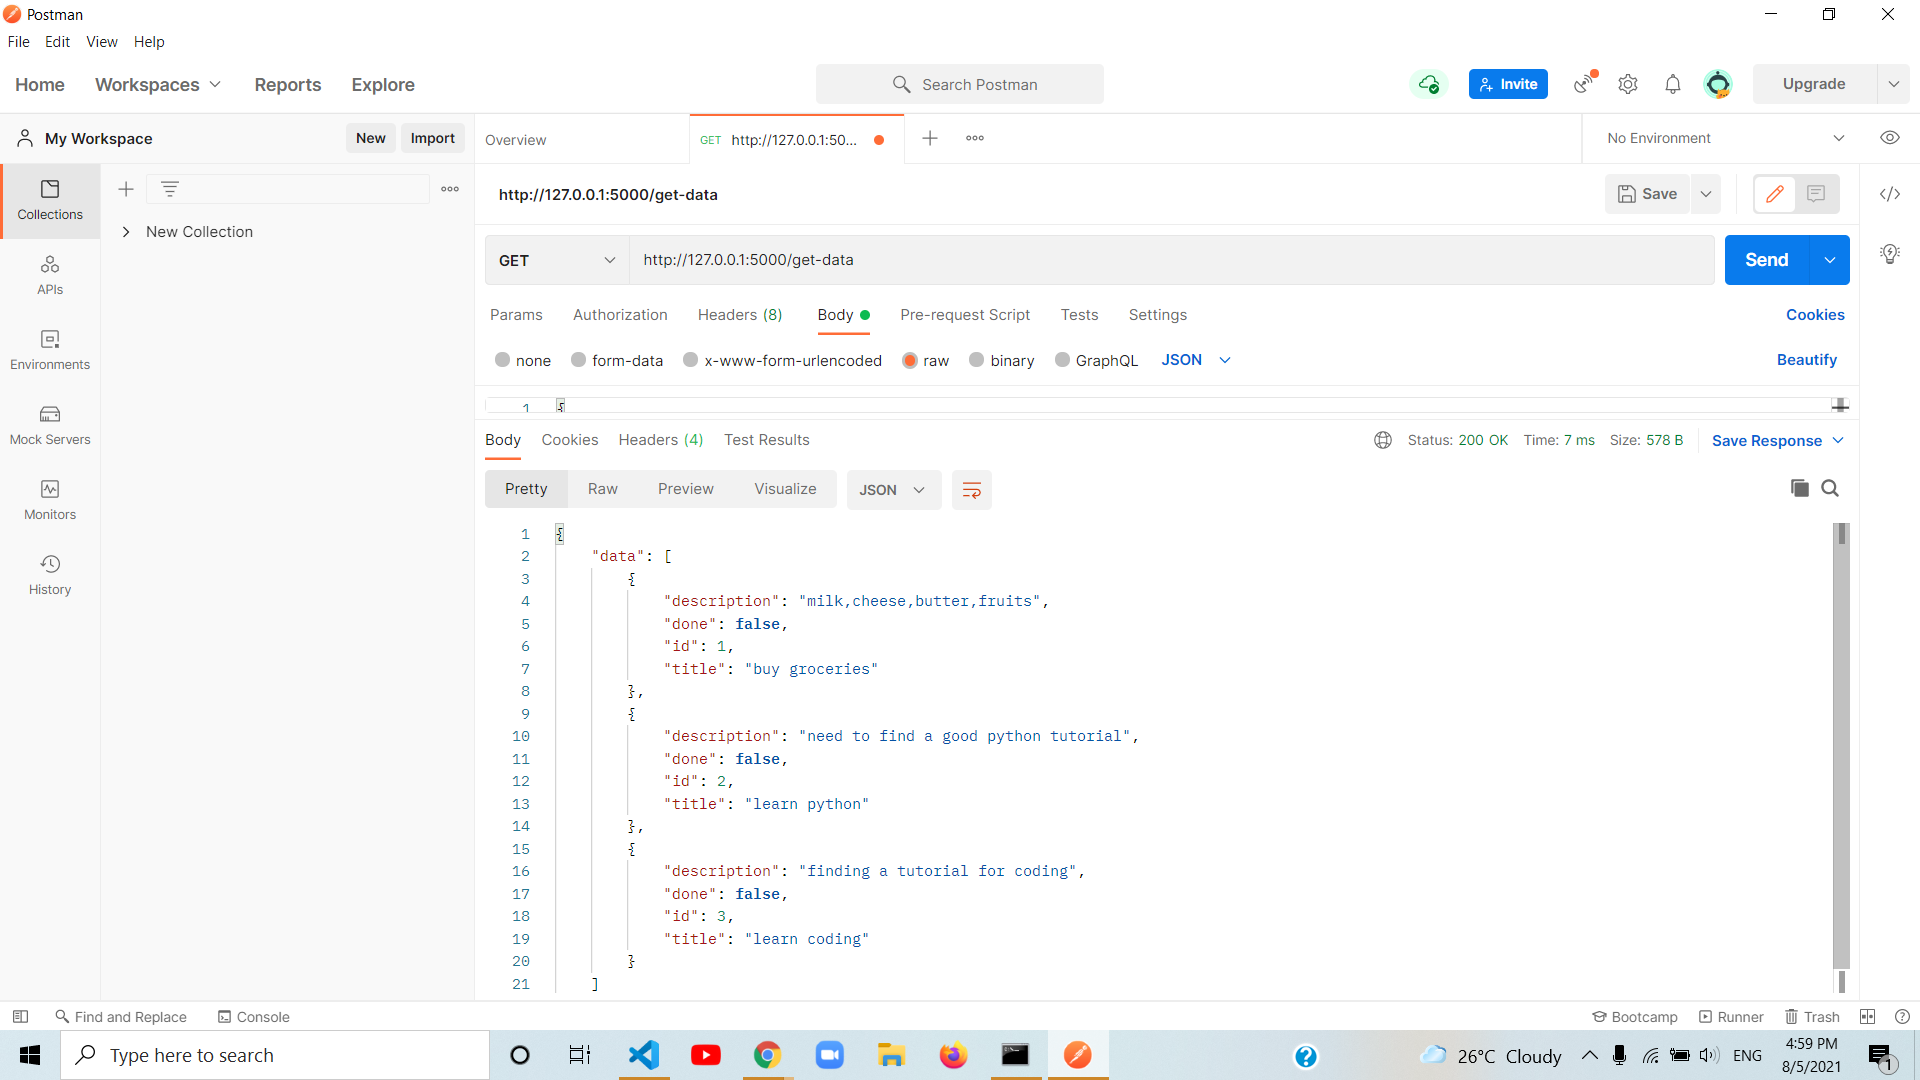 Postman
File Edit View Help
Home Workspaces Reports Explore Search Postman Invite Upgrade
My Workspace New Import Overview GET http://127.0.0.1:50... No Environment
http://127.0.0.1:5000/get-data Save
Collections
New Collection
APIs
Environments
Mock Servers
Monitors
History
GET http://127.0.0.1:5000/get-data Send
Params Authorization Headers (8) Body Pre-request Script Tests Settings Cookies
none form-data x-www-form-urlencoded raw binary GraphQL JSON Beautify
1 {
Body Cookies Headers (4) Test Results Status: 200 OK Time: 7 ms Size: 578 B Save Response
Pretty Raw Preview Visualize JSON
1 {
2 "data": [
3 {
4 "description": "milk,cheese,butter,fruits",
5 "done": false,
6 "id": 1,
7 "title": "buy groceries"
8 },
9 {
10 "description": "need to find a good python tutorial",
11 "done": false,
12 "id": 2,
13 "title": "learn python"
14 },
15 {
16 "description": "finding a tutorial for coding",
17 "done": false,
18 "id": 3,
19 "title": "learn coding"
20 }
21 ]
Find and Replace Console Bootcamp Runner Trash
Type here to search 26°C Cloudy ENG 4:59 PM
8/5/2021 1